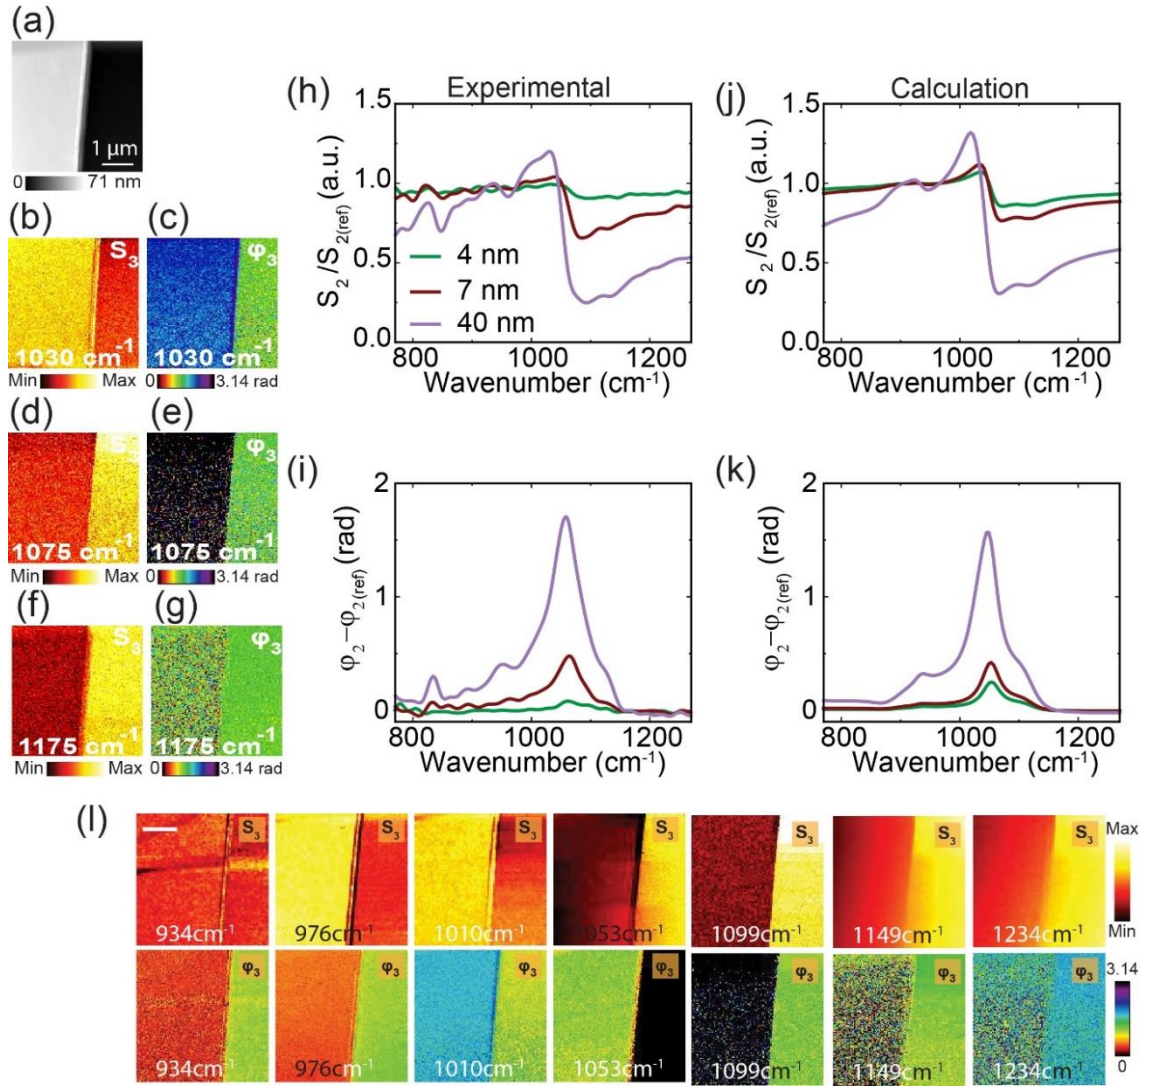 (a)
1 μm
0 71 nm
(b) (c)
S3 φ3
1030 cm-1 1030 cm-1
Min Max 0 3.14 rad
(d) (e)
S3 φ3
1075 cm-1 1075 cm-1
Min Max 0 3.14 rad
(f) (g)
S3 φ3
1175 cm-1 1175 cm-1
Min Max 0 3.14 rad
(h) Experimental
S2/S2(ref) (a.u.)
1.5
1.0
0.5
0.0
4 nm
7 nm
40 nm
800 1000 1200
Wavenumber (cm-1)
(j) Calculation
S2/S2(ref) (a.u.)
1.5
1.0
0.5
0.0
800 1000 1200
Wavenumber (cm-1)
(i)
φ2−φ2(ref) (rad)
2
1
0
800 1000 1200
Wavenumber (cm-1)
(k)
φ2−φ2(ref) (rad)
2
1
0
800 1000 1200
Wavenumber (cm-1)
(l)
S3 S3 S3 S3 S3 S3 S3
934cm-1 976cm-1 1010cm-1 1053cm-1 1099cm-1 1149cm-1 1234cm-1
Max
Min
φ3 φ3 φ3 φ3 φ3 φ3 φ3
934cm-1 976cm-1 1010cm-1 1053cm-1 1099cm-1 1149cm-1 1234cm-1
3.14
0